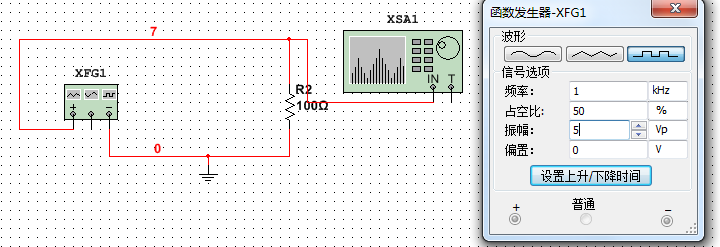 XSA1
7
XFG1
R2
100Ω
IN T
0
函数发生器-XFG1
波形
信号选项
频率: 1 kHz
占空比: 50 %
振幅: 5 Vp
偏置: 0 V
设置上升/下降时间
+ 普通 −